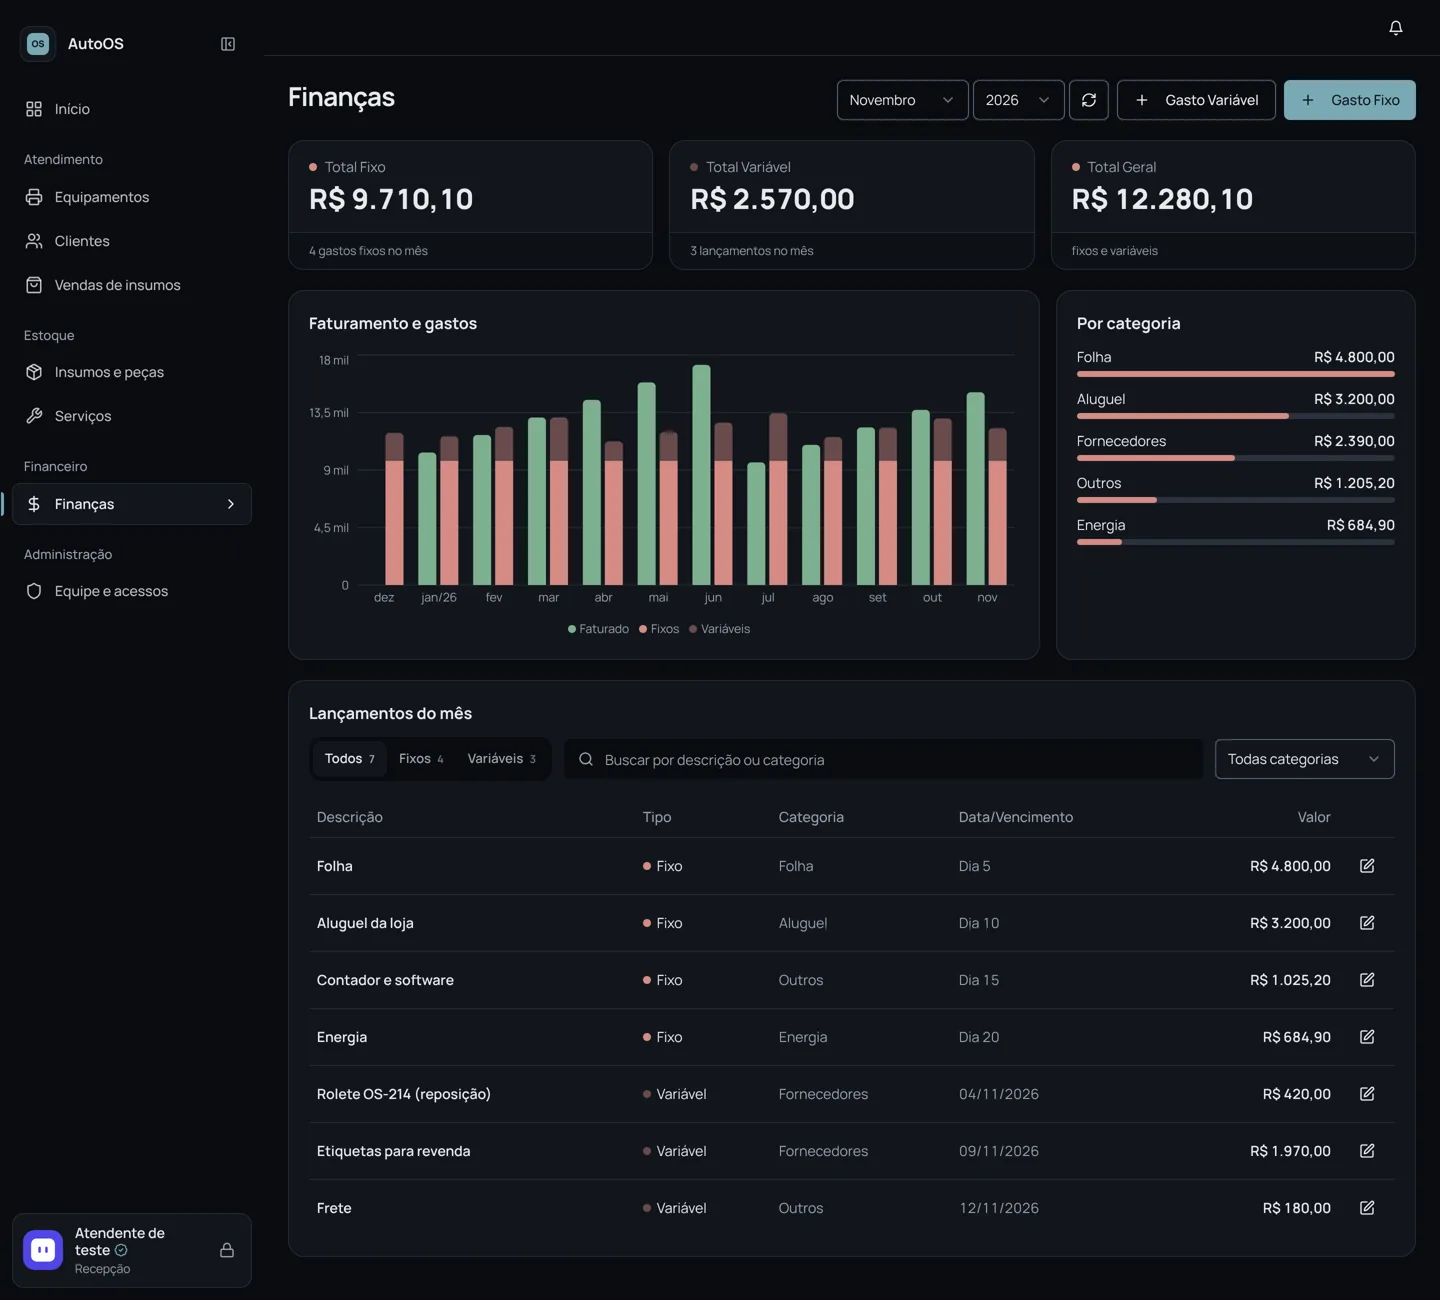 OS
AutoOS
Início
Atendimento
Equipamentos
Clientes
Vendas de insumos
Estoque
Insumos e peças
Serviços
Financeiro
Finanças
Administração
Equipe e acessos
Atendente de
teste
Recepção
Finanças
Novembro
2026
+ Gasto Variável
+ Gasto Fixo
Total Fixo
R$ 9.710,10
4 gastos fixos no mês
Total Variável
R$ 2.570,00
3 lançamentos no mês
Total Geral
R$ 12.280,10
fixos e variáveis
Faturamento e gastos
18 mil
13,5 mil
9 mil
4,5 mil
0
dez jan/26 fev mar abr mai jun jul ago set out nov
Faturado Fixos Variáveis
Por categoria
Folha R$ 4.800,00
Aluguel R$ 3.200,00
Fornecedores R$ 2.390,00
Outros R$ 1.205,20
Energia R$ 684,90
Lançamentos do mês
Todos 7 Fixos 4 Variáveis 3
Buscar por descrição ou categoria
Todas categorias
Descrição Tipo Categoria Data/Vencimento Valor
Folha Fixo Folha Dia 5 R$ 4.800,00
Aluguel da loja Fixo Aluguel Dia 10 R$ 3.200,00
Contador e software Fixo Outros Dia 15 R$ 1.025,20
Energia Fixo Energia Dia 20 R$ 684,90
Rolete OS-214 (reposição) Variável Fornecedores 04/11/2026 R$ 420,00
Etiquetas para revenda Variável Fornecedores 09/11/2026 R$ 1.970,00
Frete Variável Outros 12/11/2026 R$ 180,00